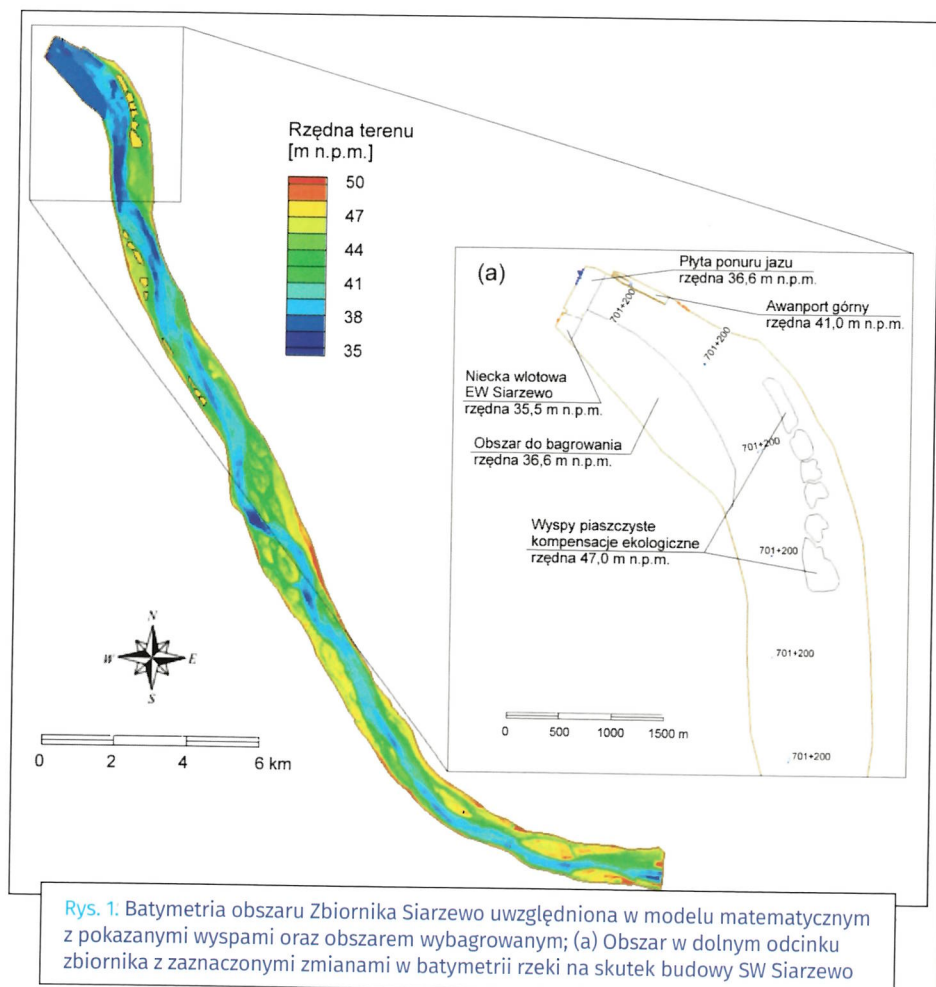 Rzędna terenu
[m n.p.m.]
50
47
44
41
38
35
(a)
Płyta ponuru jazu
rzędna 36,6 m n.p.m.
Awanport górny
rzędna 41,0 m n.p.m.
701+200
701+200
Niecka wlotowa
EW Siarzewo
rzędna 35,5 m n.p.m.
Obszar do bagrowania
rzędna 36,6 m n.p.m.
701+200
Wyspy piaszczyste
kompensacje ekologiczne
rzędna 47,0 m n.p.m.
701+200
701+200
701+200
N
W E
S
0 2 4 6 km
0 500 1000 1500 m
Rys. 1. Batymetria obszaru Zbiornika Siarzewo uwzględniona w modelu matematycznym
z pokazanymi wyspami oraz obszarem wybagrowanym; (a) Obszar w dolnym odcinku
zbiornika z zaznaczonymi zmianami w batymetrii rzeki na skutek budowy SW Siarzewo